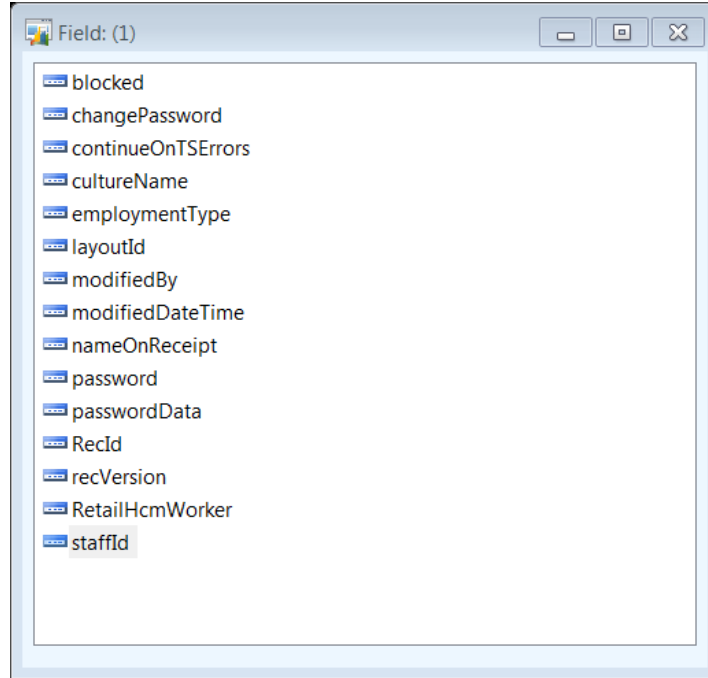 Field: (1)
blocked
changePassword
continueOnTSErrors
cultureName
employmentType
layoutId
modifiedBy
modifiedDateTime
nameOnReceipt
password
passwordData
RecId
recVersion
RetailHcmWorker
staffId